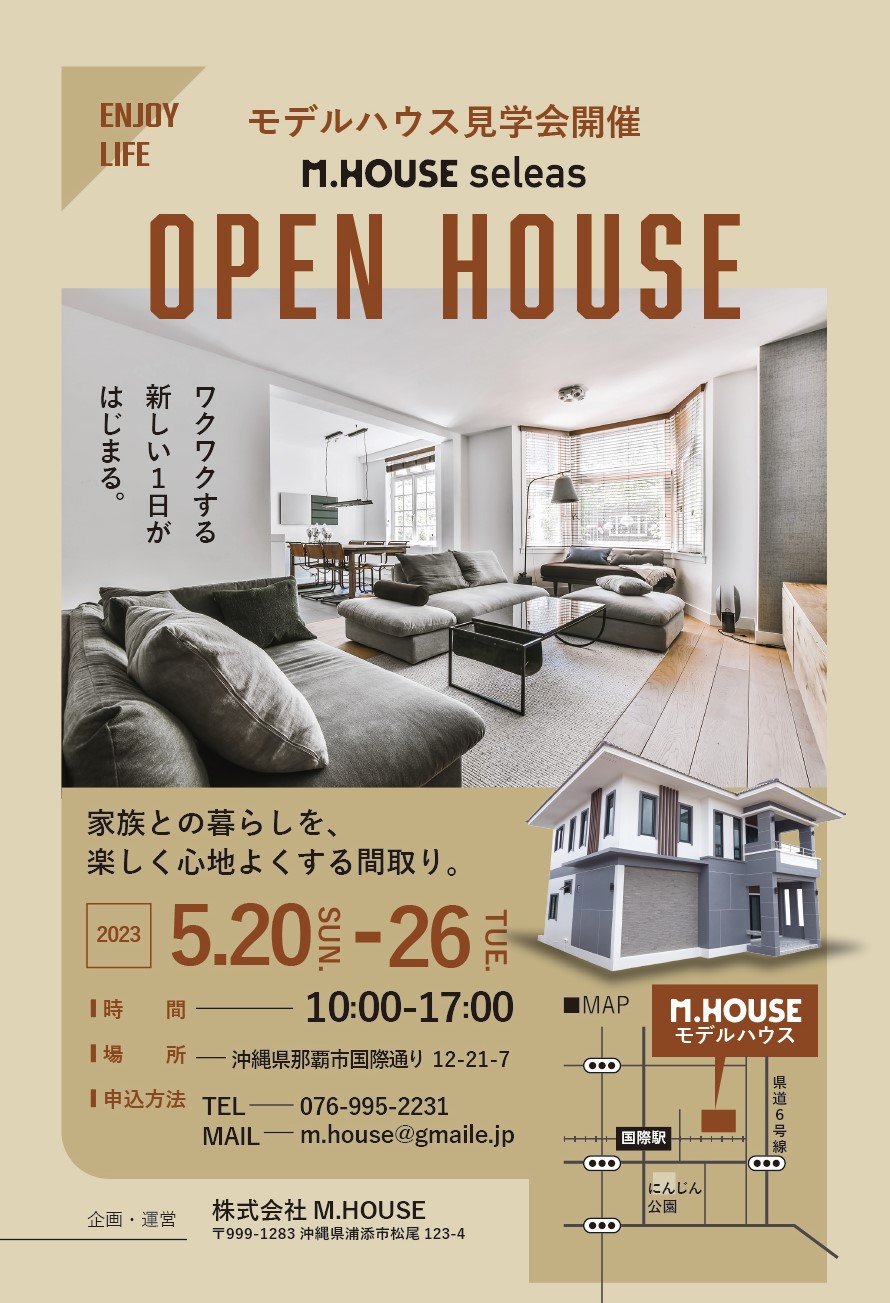 ENJOY
LIFE
モデルハウス見学会開催
M.HOUSE seleas
OPEN HOUSE
ワクワクする
新しい1日が
はじまる。
家族との暮らしを、
楽しく心地よくする間取り。
2023 5.20 SUN. - 26 TUE.
時 間 10:00-17:00
場 所 沖縄県那覇市国際通り 12-21-7
申込方法 TEL 076-995-2231
MAIL m.house@gmaile.jp
■MAP
M.HOUSE
モデルハウス
県道6号線
国際駅
にんじん
公園
企画・運営
株式会社 M.HOUSE
〒999-1283 沖縄県浦添市松尾 123-4